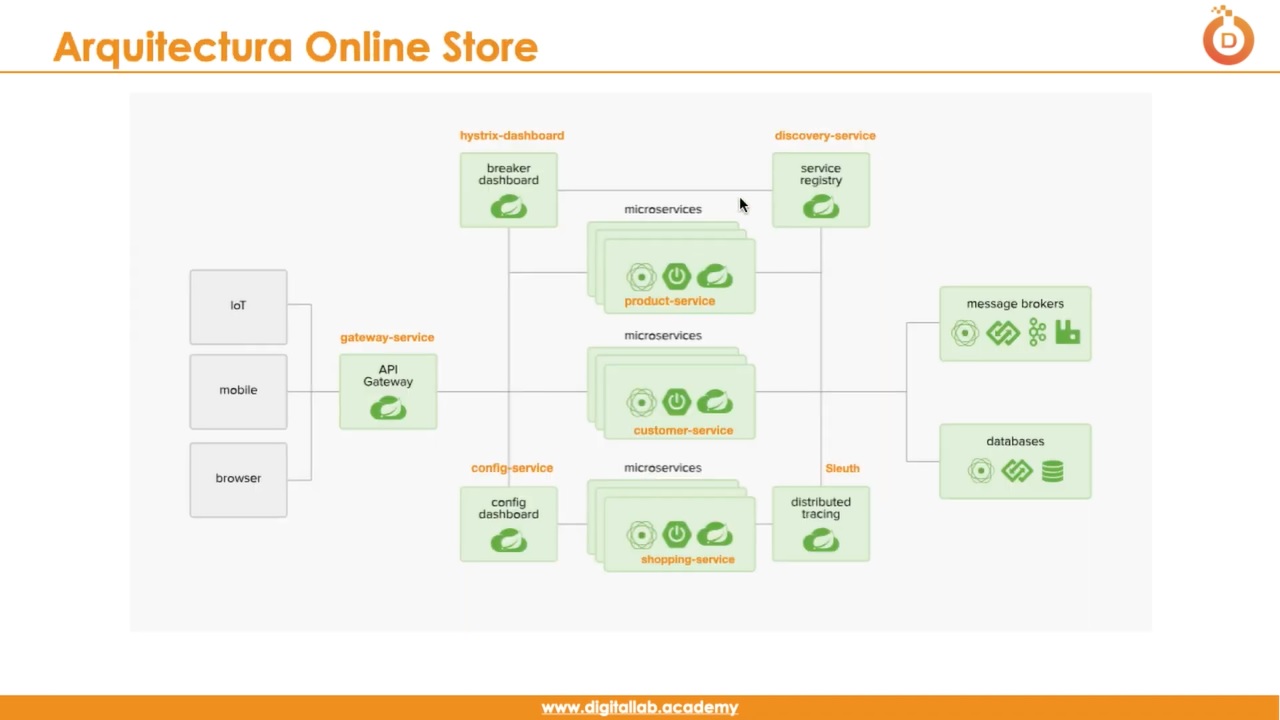 Arquitectura Online Store
D
hystrix-dashboard
discovery-service
breaker
dashboard
service
registry
microservices
product-service
IoT
mobile
browser
gateway-service
API
Gateway
microservices
customer-service
message brokers
databases
config-service
config
dashboard
microservices
shopping-service
Sleuth
distributed
tracing
www.digitallab.academy